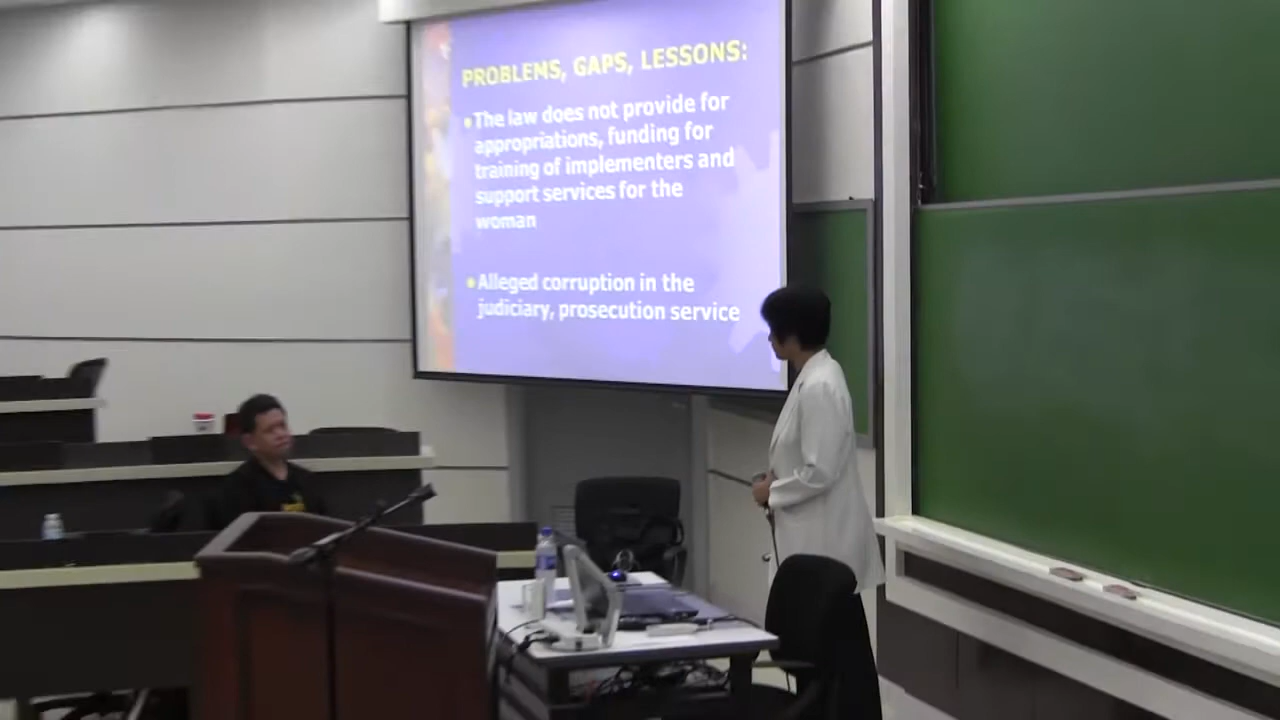 PROBLEMS, GAPS, LESSONS:
• The law does not provide for
appropriations, funding for
training of implementers and
support services for the
woman
• Alleged corruption in the
judiciary, prosecution service